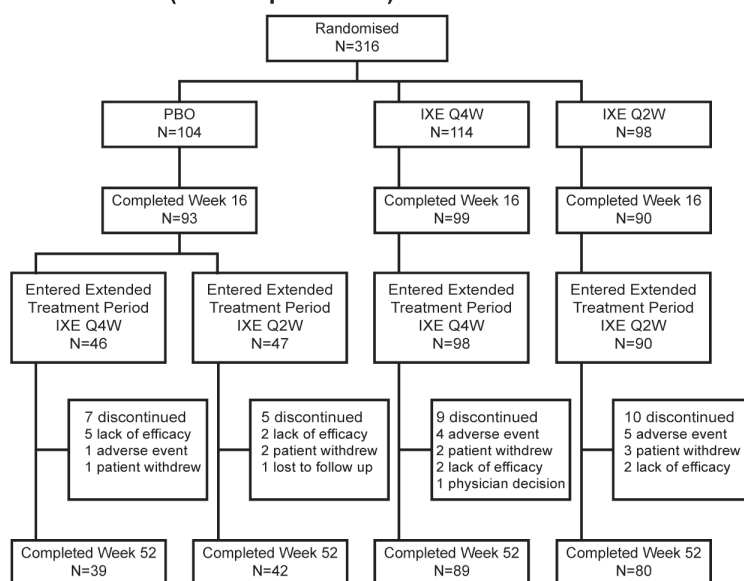 Randomised
N=316
PBO
N=104
IXE Q4W
N=114
IXE Q2W
N=98
Completed Week 16
N=93
Completed Week 16
N=99
Completed Week 16
N=90
Entered Extended
Treatment Period
IXE Q4W
N=46
Entered Extended
Treatment Period
IXE Q2W
N=47
Entered Extended
Treatment Period
IXE Q4W
N=98
Entered Extended
Treatment Period
IXE Q2W
N=90
7 discontinued
5 lack of efficacy
1 adverse event
1 patient withdrew
5 discontinued
2 lack of efficacy
2 patient withdrew
1 lost to follow up
9 discontinued
4 adverse event
2 patient withdrew
2 lack of efficacy
1 physician decision
10 discontinued
5 adverse event
3 patient withdrew
2 lack of efficacy
Completed Week 52
N=39
Completed Week 52
N=42
Completed Week 52
N=89
Completed Week 52
N=80